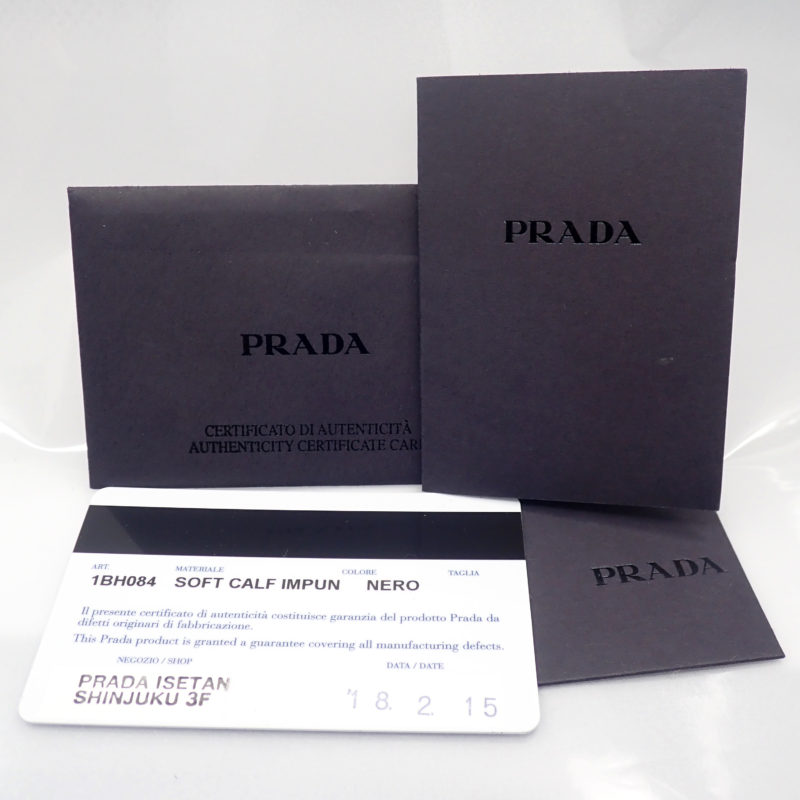 PRADA
PRADA
CERTIFICATO DI AUTENTICITÀ
AUTHENTICITY CERTIFICATE CAR
PRADA
ART. MATERIALE COLORE TAGLIA
1BH084 SOFT CALF IMPUN NERO
Il presente certificato di autenticità costituisce garanzia del prodotto Prada da
difetti originari di fabbricazione.
This Prada product is granted a guarantee covering all manufacturing defects.
NEGOZIO / SHOP DATA / DATE
PRADA ISETAN
SHINJUKU 3F
'18. 2. 15